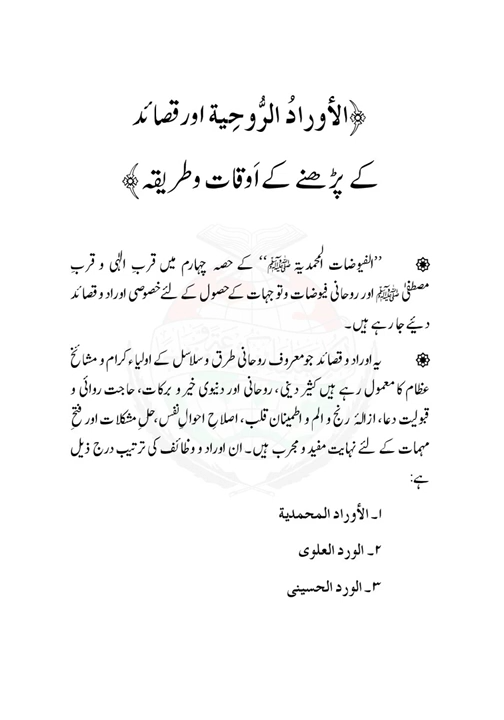 ﴿الأورادُ الرُّوحِية اور قصائد
کے پڑھنے کے اَوقات و طریقہ﴾
’’الفیوضات المحمدیۃ ﷺ‘‘ کے حصہ چہارم میں قربِ الٰہی و قربِ
مصطفیٰ ﷺ اور روحانی فیوضات و توجہات کے حصول کے لئے خصوصی اوراد و قصائد
دیئے جا رہے ہیں۔
یہ اوراد و قصائد جو معروف روحانی طرق و سلاسل کے اولیاء کرام و مشائخ
عظام کا معمول رہے ہیں کثیر دینی، روحانی اور دنیوی خیر و برکات، حاجت روائی و
قبولیت دعا، ازالۂ رنج و الم و اطمینان قلب، اصلاح احوالِ نفس، حل مشکلات اور فتحِ
مہمات کے لئے نہایت مفید و مجرب ہیں۔ ان اوراد و وظائف کی ترتیب درج ذیل
ہے:
۱۔ الأوراد المحمدية
۲۔ الورد العلوی
۳۔ الورد الحسینی